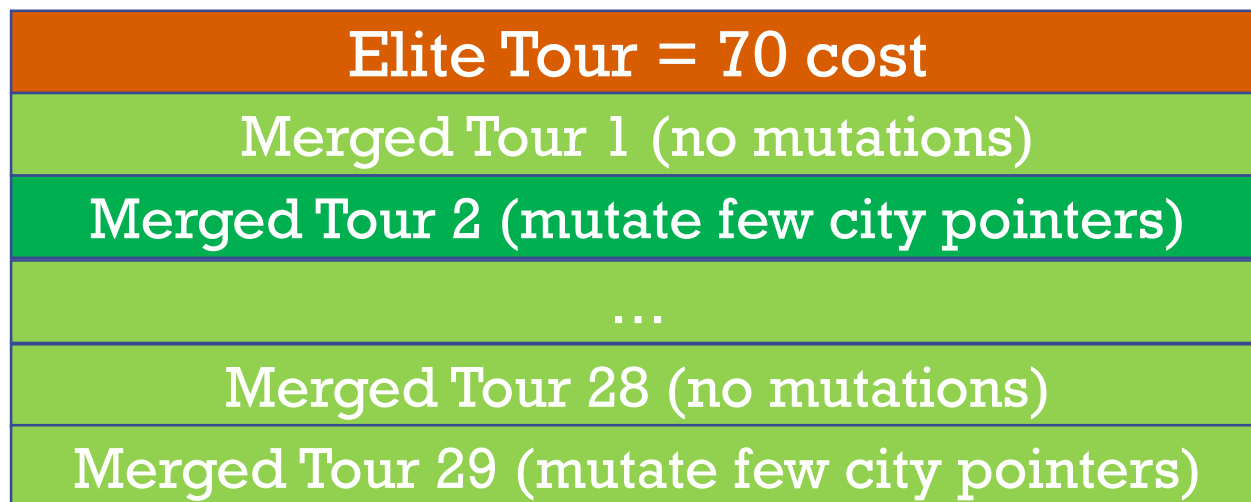 Elite Tour = 70 cost
Merged Tour 1 (no mutations)
Merged Tour 2 (mutate few city pointers)
...
Merged Tour 28 (no mutations)
Merged Tour 29 (mutate few city pointers)